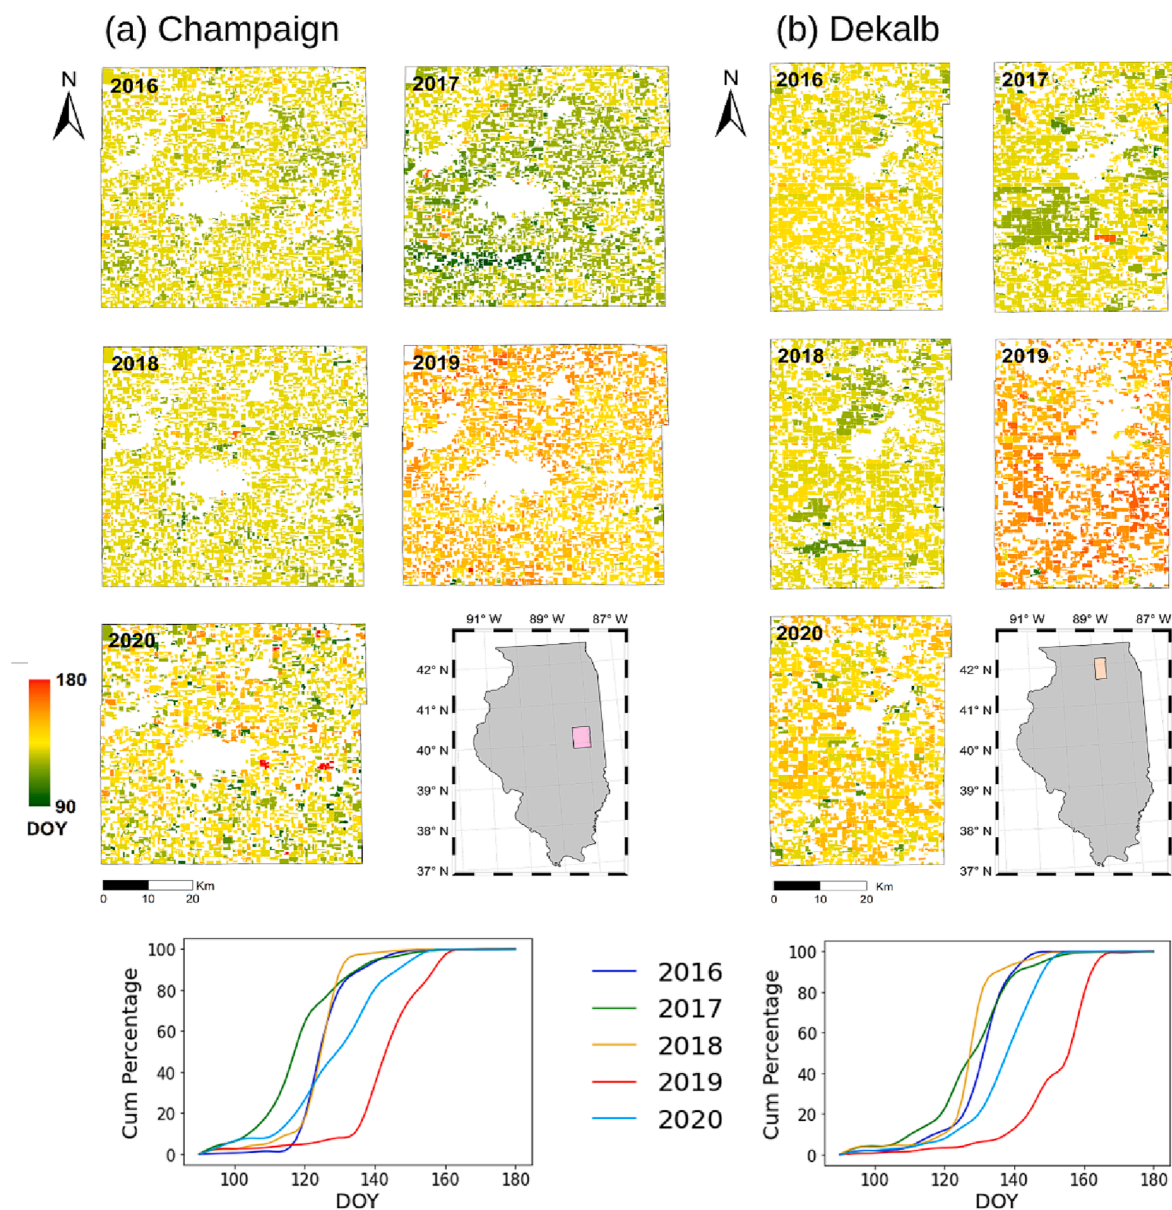 (a) Champaign
(b) Dekalb
N
2016
2017
N
2016
2017
2018
2019
2018
2019
2020
91° W 89° W 87° W
42° N
41° N
40° N
39° N
38° N
37° N
2020
91° W 89° W 87° W
42° N
41° N
40° N
39° N
38° N
37° N
180
90
DOY
Km
0 10 20
Km
0 10 20
Cum Percentage
100
80
60
40
20
0
100 120 140 160 180
DOY
2016
2017
2018
2019
2020
Cum Percentage
100
80
60
40
20
0
100 120 140 160 180
DOY